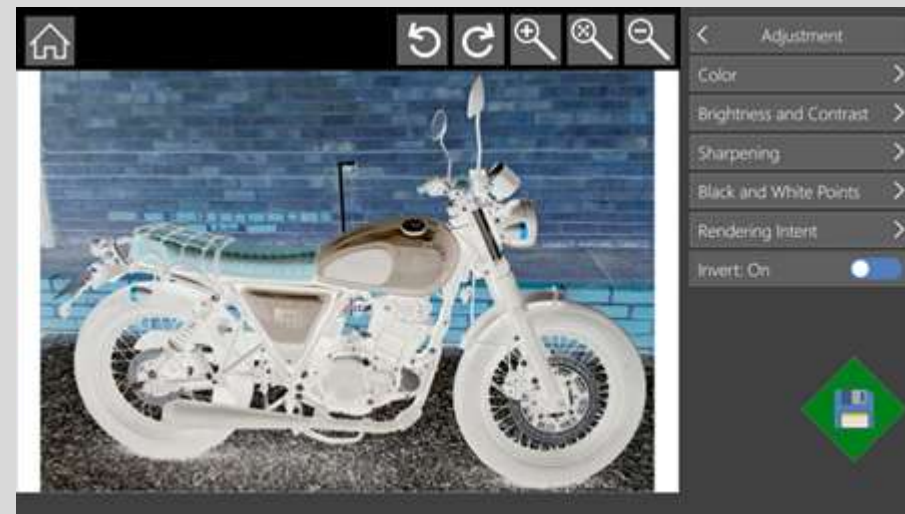 Adjustment
Color
Brightness and Contrast
Sharpening
Black and White Points
Rendering Intent
Invert: On